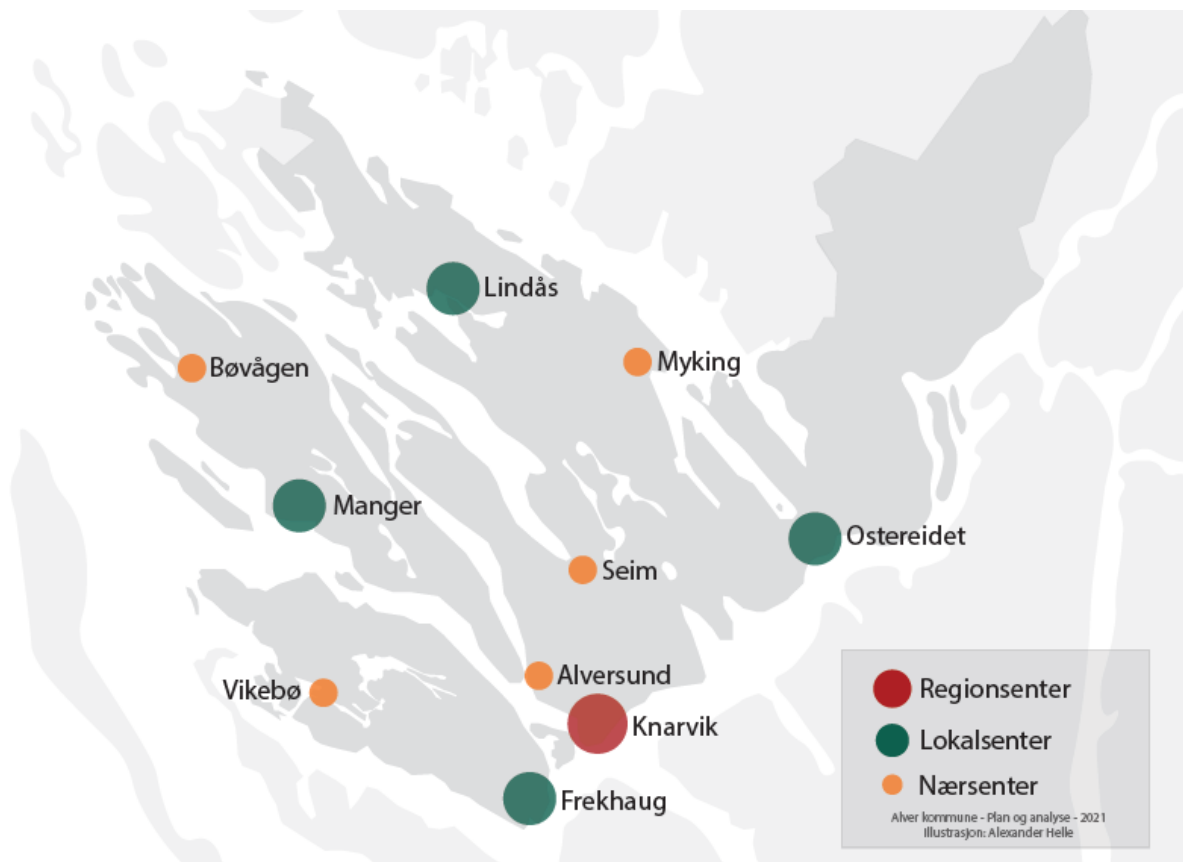 Lindås
Bøvågen
Myking
Manger
Ostereidet
Seim
Alversund
Vikebø
Knarvik
Frekhaug
Regionsenter
Lokalsenter
Nærsenter
Alver kommune - Plan og analyse - 2021
Illustrasjon: Alexander Helle